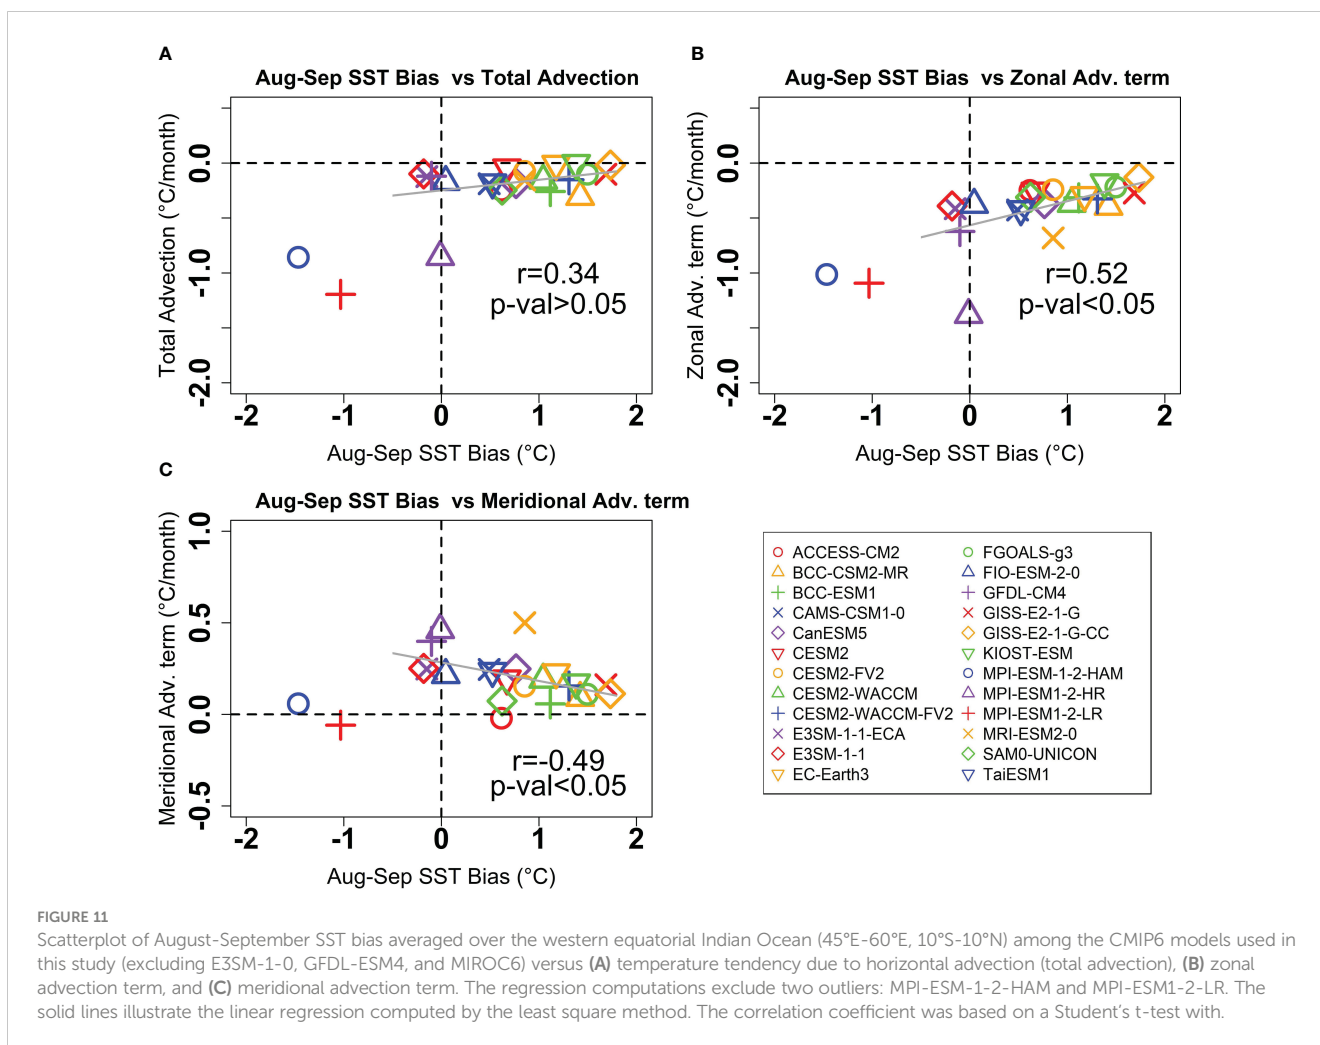 A
Aug-Sep SST Bias vs Total Advection
Total Advection (°C/month)
0.0
-1.0
-2.0
r=0.34
p-val>0.05
-2 -1 0 1 2
Aug-Sep SST Bias (°C)
B
Aug-Sep SST Bias vs Zonal Adv. term
Zonal Adv. term (°C/month)
0.0
-1.0
-2.0
r=0.52
p-val<0.05
-2 -1 0 1 2
Aug-Sep SST Bias (°C)
C
Aug-Sep SST Bias vs Meridional Adv. term
Meridional Adv. term (°C/month)
1.0
0.5
0.0
-0.5
r=-0.49
p-val<0.05
-2 -1 0 1 2
Aug-Sep SST Bias (°C)
ACCESS-CM2
BCC-CSM2-MR
BCC-ESM1
CAMS-CSM1-0
CanESM5
CESM2
CESM2-FV2
CESM2-WACCM
CESM2-WACCM-FV2
E3SM-1-1-ECA
E3SM-1-1
EC-Earth3
FGOALS-g3
FIO-ESM-2-0
GFDL-CM4
GISS-E2-1-G
GISS-E2-1-G-CC
KIOST-ESM
MPI-ESM-1-2-HAM
MPI-ESM1-2-HR
MPI-ESM1-2-LR
MRI-ESM2-0
SAM0-UNICON
TaiESM1
FIGURE 11
Scatterplot of August-September SST bias averaged over the western equatorial Indian Ocean (45°E-60°E, 10°S-10°N) among the CMIP6 models used in
this study (excluding E3SM-1-0, GFDL-ESM4, and MIROC6) versus (A) temperature tendency due to horizontal advection (total advection), (B) zonal
advection term, and (C) meridional advection term. The regression computations exclude two outliers: MPI-ESM-1-2-HAM and MPI-ESM1-2-LR. The
solid lines illustrate the linear regression computed by the least square method. The correlation coefficient was based on a Student's t-test with.